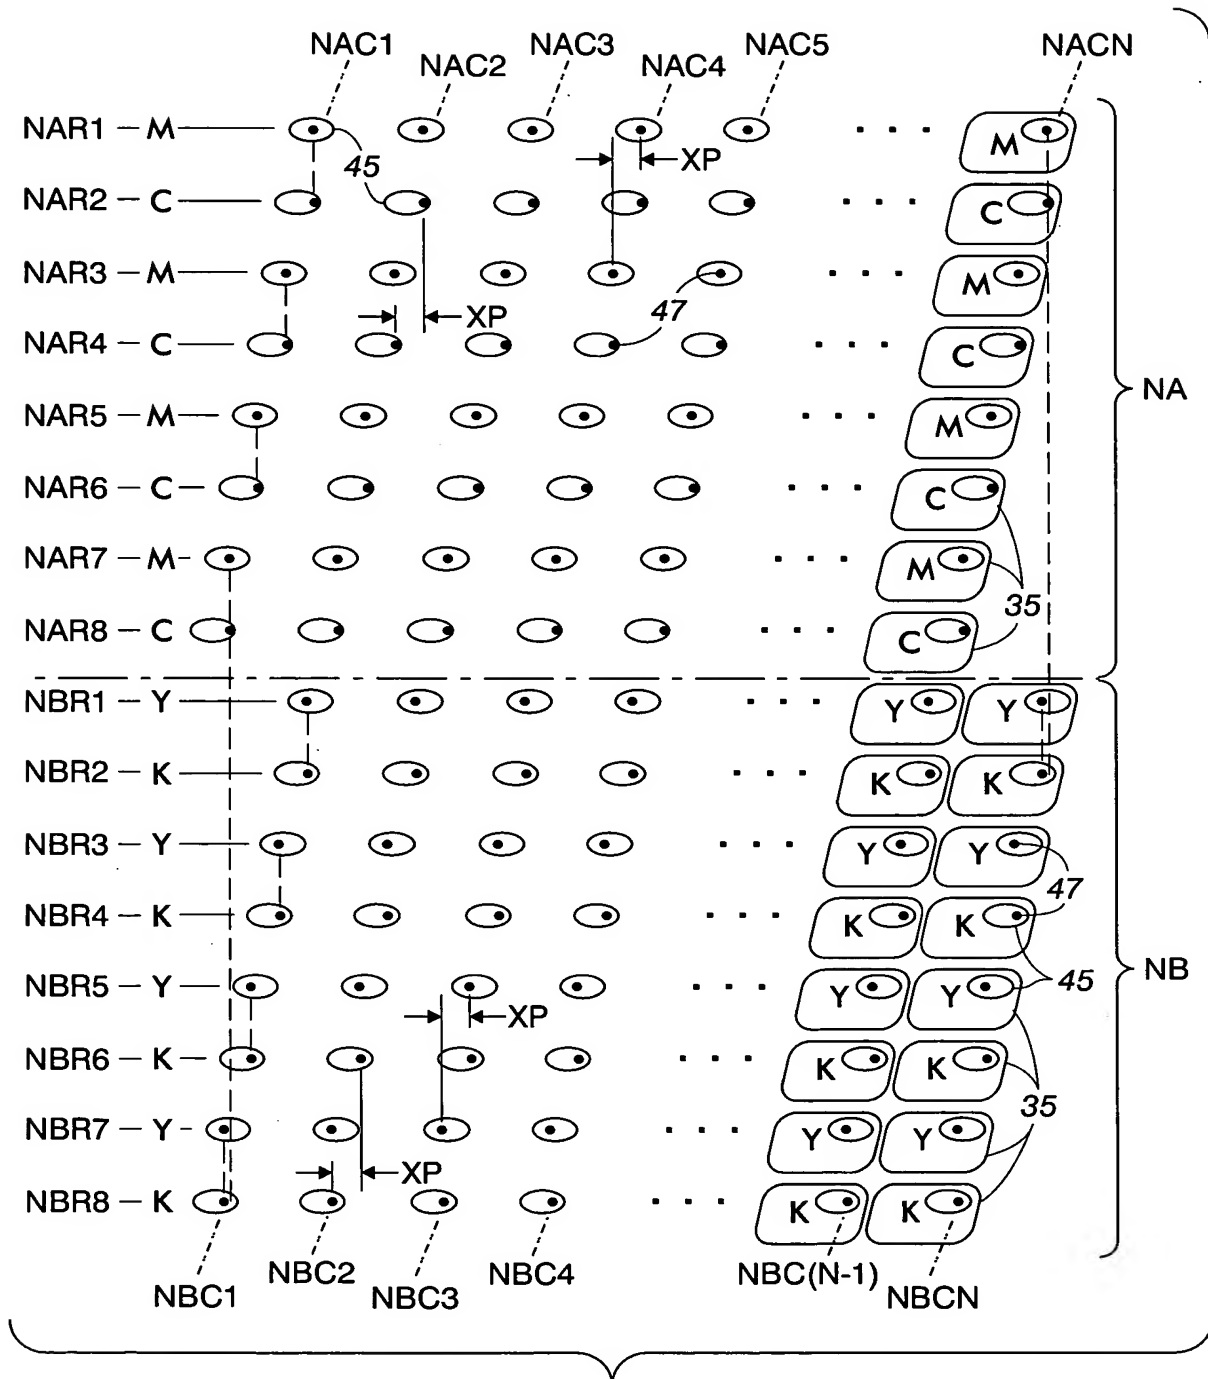 NAC1 NAC2 NAC3 NAC4 NAC5 NACN
NAR1 – M M
45 XP
NAR2 – C C
NAR3 – M M
47
XP
NAR4 – C C
NA
NAR5 – M M
NAR6 – C C
NAR7 – M M
35
NAR8 – C C
NBR1 – Y Y Y
NBR2 – K K K
NBR3 – Y Y Y
47
NBR4 – K K K
45 NB
NBR5 – Y Y Y
XP
NBR6 – K K K
35
NBR7 – Y Y Y
XP
NBR8 – K K K
NBC1 NBC2 NBC3 NBC4 NBC(N-1) NBCN